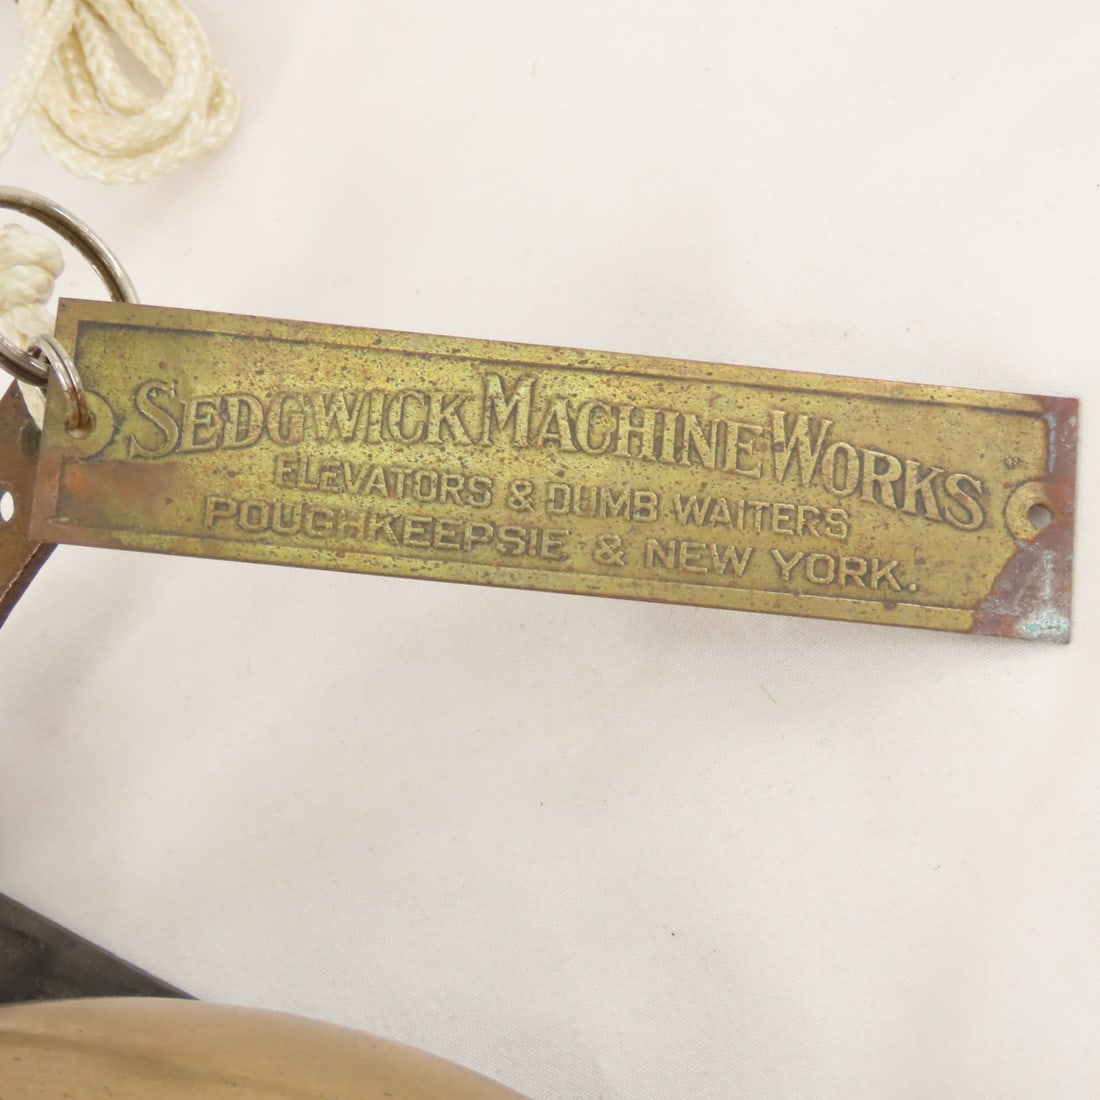 SEDGWICK MACHINE WORKS
ELEVATORS & DUMB WAITERS
POUGHKEEPSIE & NEW YORK.